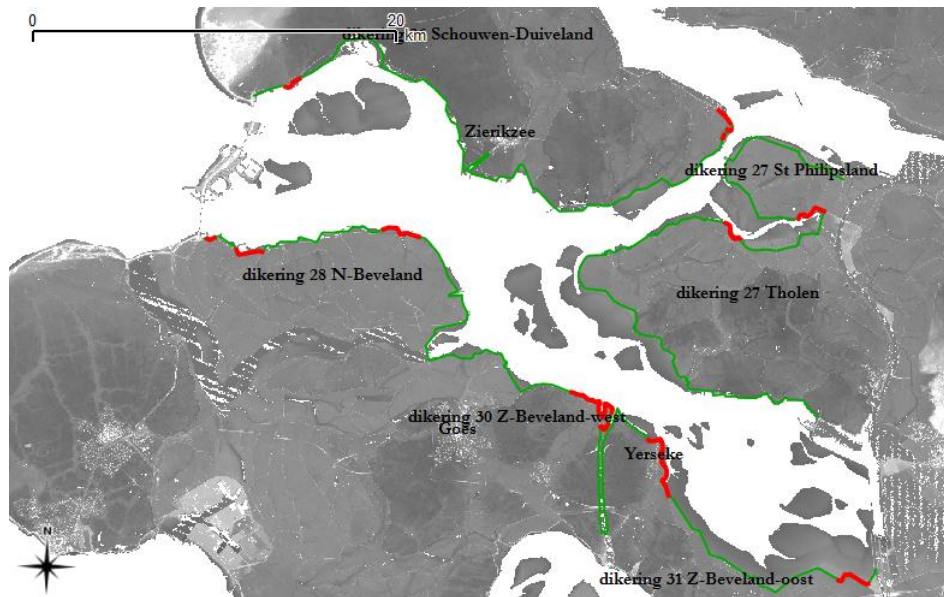 0
20
km
dikering Schouwen-Duiveland
Zierikzee
dikering 27 St Philipsland
dikering 28 N-Beveland
dikering 27 Tholen
dikering 30 Z-Beveland-west
Goes
Yerseke
N
dikering 31 Z-Beveland-oost